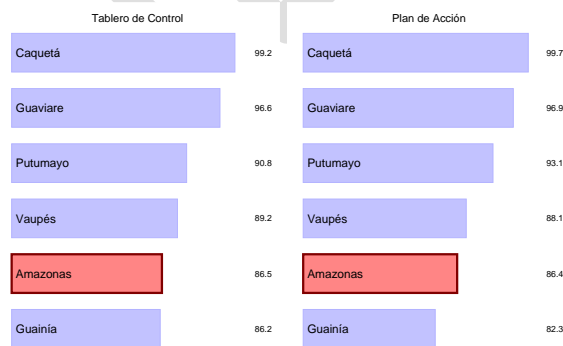 Tablero de Control
Caquetá 99.2
Guaviare 96.6
Putumayo 90.8
Vaupés 89.2
Amazonas 86.5
Guainía 86.2
Plan de Acción
Caquetá 99.7
Guaviare 96.9
Putumayo 93.1
Vaupés 88.1
Amazonas 86.4
Guainía 82.3